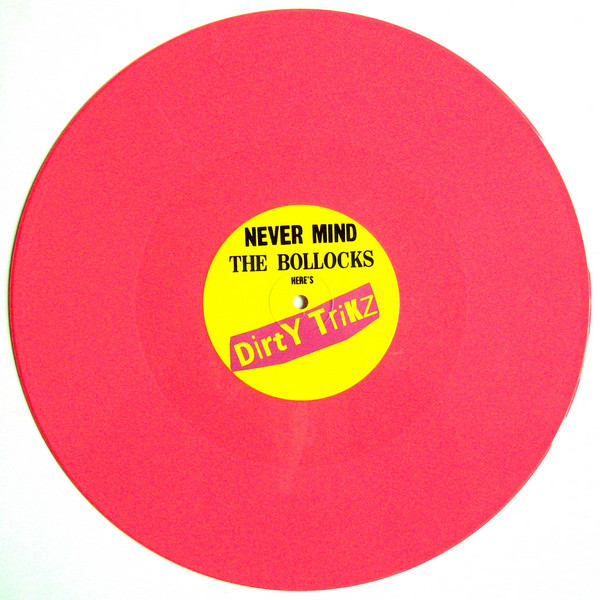 NEVER MIND
THE BOLLOCKS
HERE'S
DirtY TriKZ